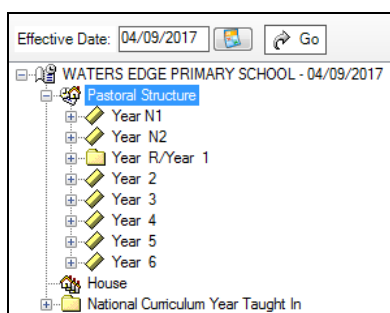 Effective Date: 04/09/2017 Go
WATERS EDGE PRIMARY SCHOOL - 04/09/2017
Pastoral Structure
Year N1
Year N2
Year R/Year 1
Year 2
Year 3
Year 4
Year 5
Year 6
House
National Curriculum Year Taught In